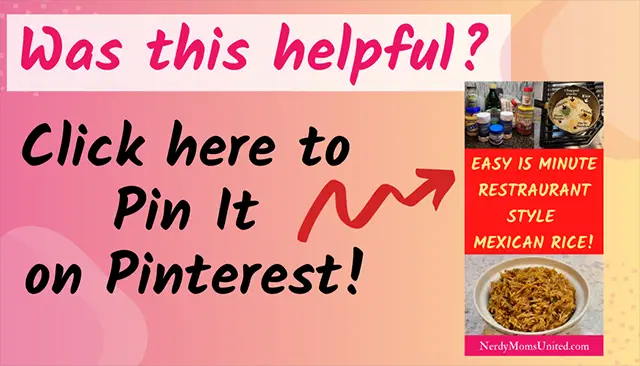 Was this helpful?
Click here to
Pin It
on Pinterest!
EASY 15 MINUTE
RESTRAURANT
STYLE
MEXICAN RICE!
NerdyMomsUnited.com